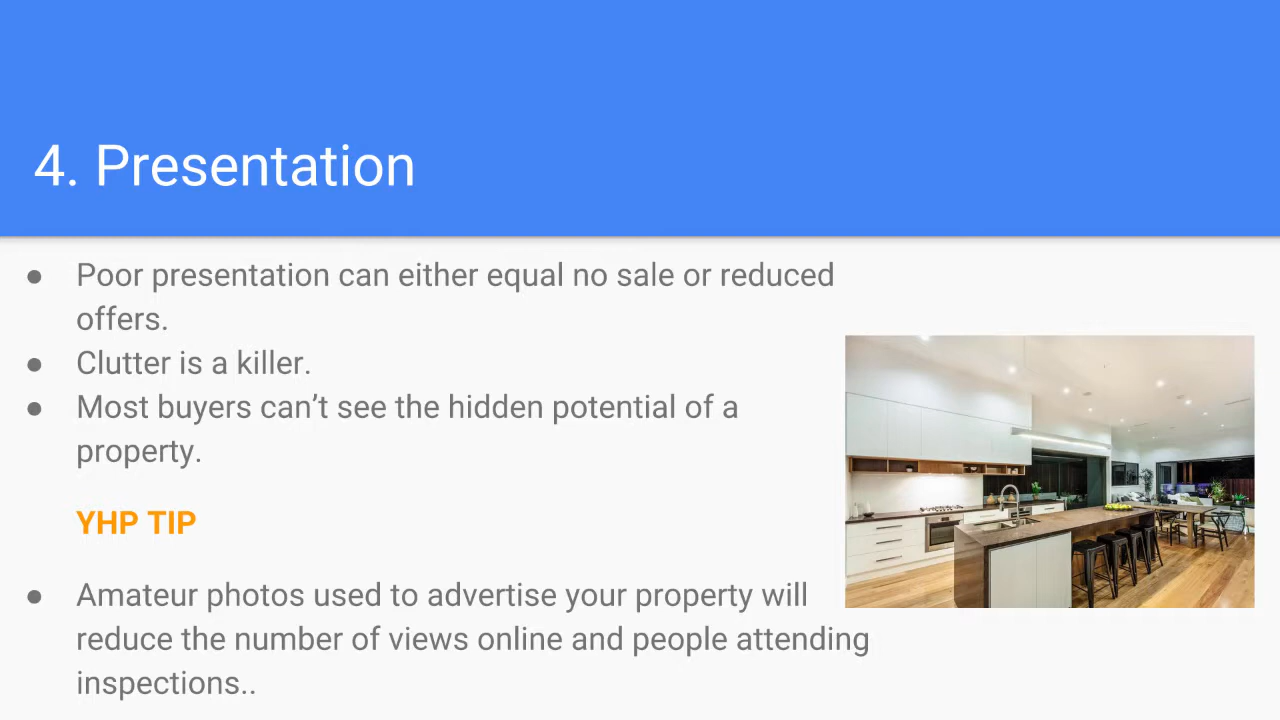 4. Presentation
● Poor presentation can either equal no sale or reduced
offers.
● Clutter is a killer.
● Most buyers can’t see the hidden potential of a
property.
YHP TIP
● Amateur photos used to advertise your property will
reduce the number of views online and people attending
inspections..